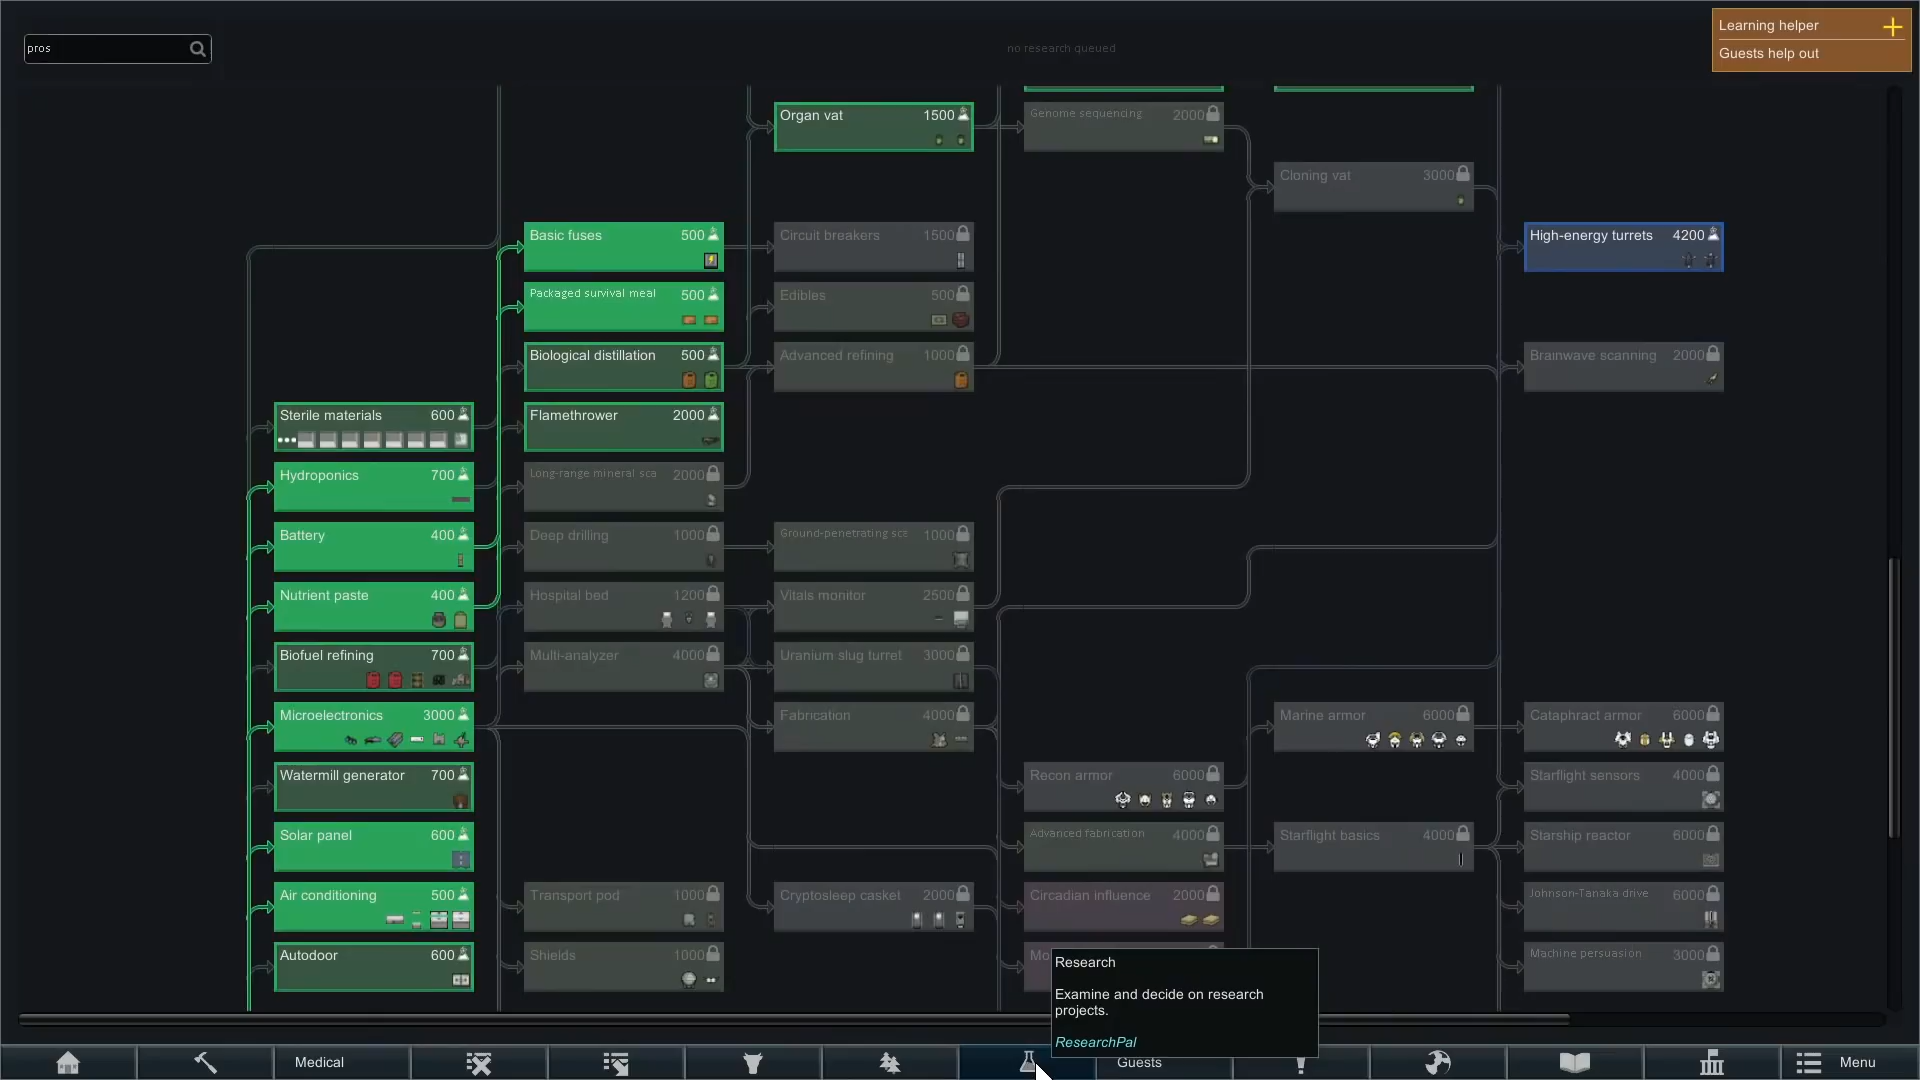 pros
no research queued
Learning helper
Guests help out
Organ vat 1500
Genome sequencing 2000
Cloning vat 3000
Basic fuses 500
Circuit breakers 1500
High-energy turrets 4200
Packaged survival meal 500
Edibles 500
Biological distillation 500
Advanced refining 1000
Brainwave scanning 2000
Sterile materials 600
Flamethrower 2000
Hydroponics 700
Long-range mineral sca 2000
Battery 400
Deep drilling 1000
Ground-penetrating sca 1000
Nutrient paste 400
Hospital bed 1200
Vitals monitor 2500
Biofuel refining 700
Multi-analyzer 4000
Uranium slug turret 3000
Microelectronics 3000
Fabrication 4000
Marine armor 6000
Cataphract armor 6000
Watermill generator 700
Recon armor 6000
Starflight sensors 4000
Solar panel 600
Advanced fabrication 4000
Starflight basics 4000
Starship reactor 6000
Air conditioning 500
Transport pod 1000
Cryptosleep casket 2000
Circadian influence 2000
Johnson-Tanaka drive 6000
Autodoor 600
Shields 1000
Mo
Machine persuasion 3000
Research
Examine and decide on research
projects.
ResearchPal
Medical
Guests
Menu